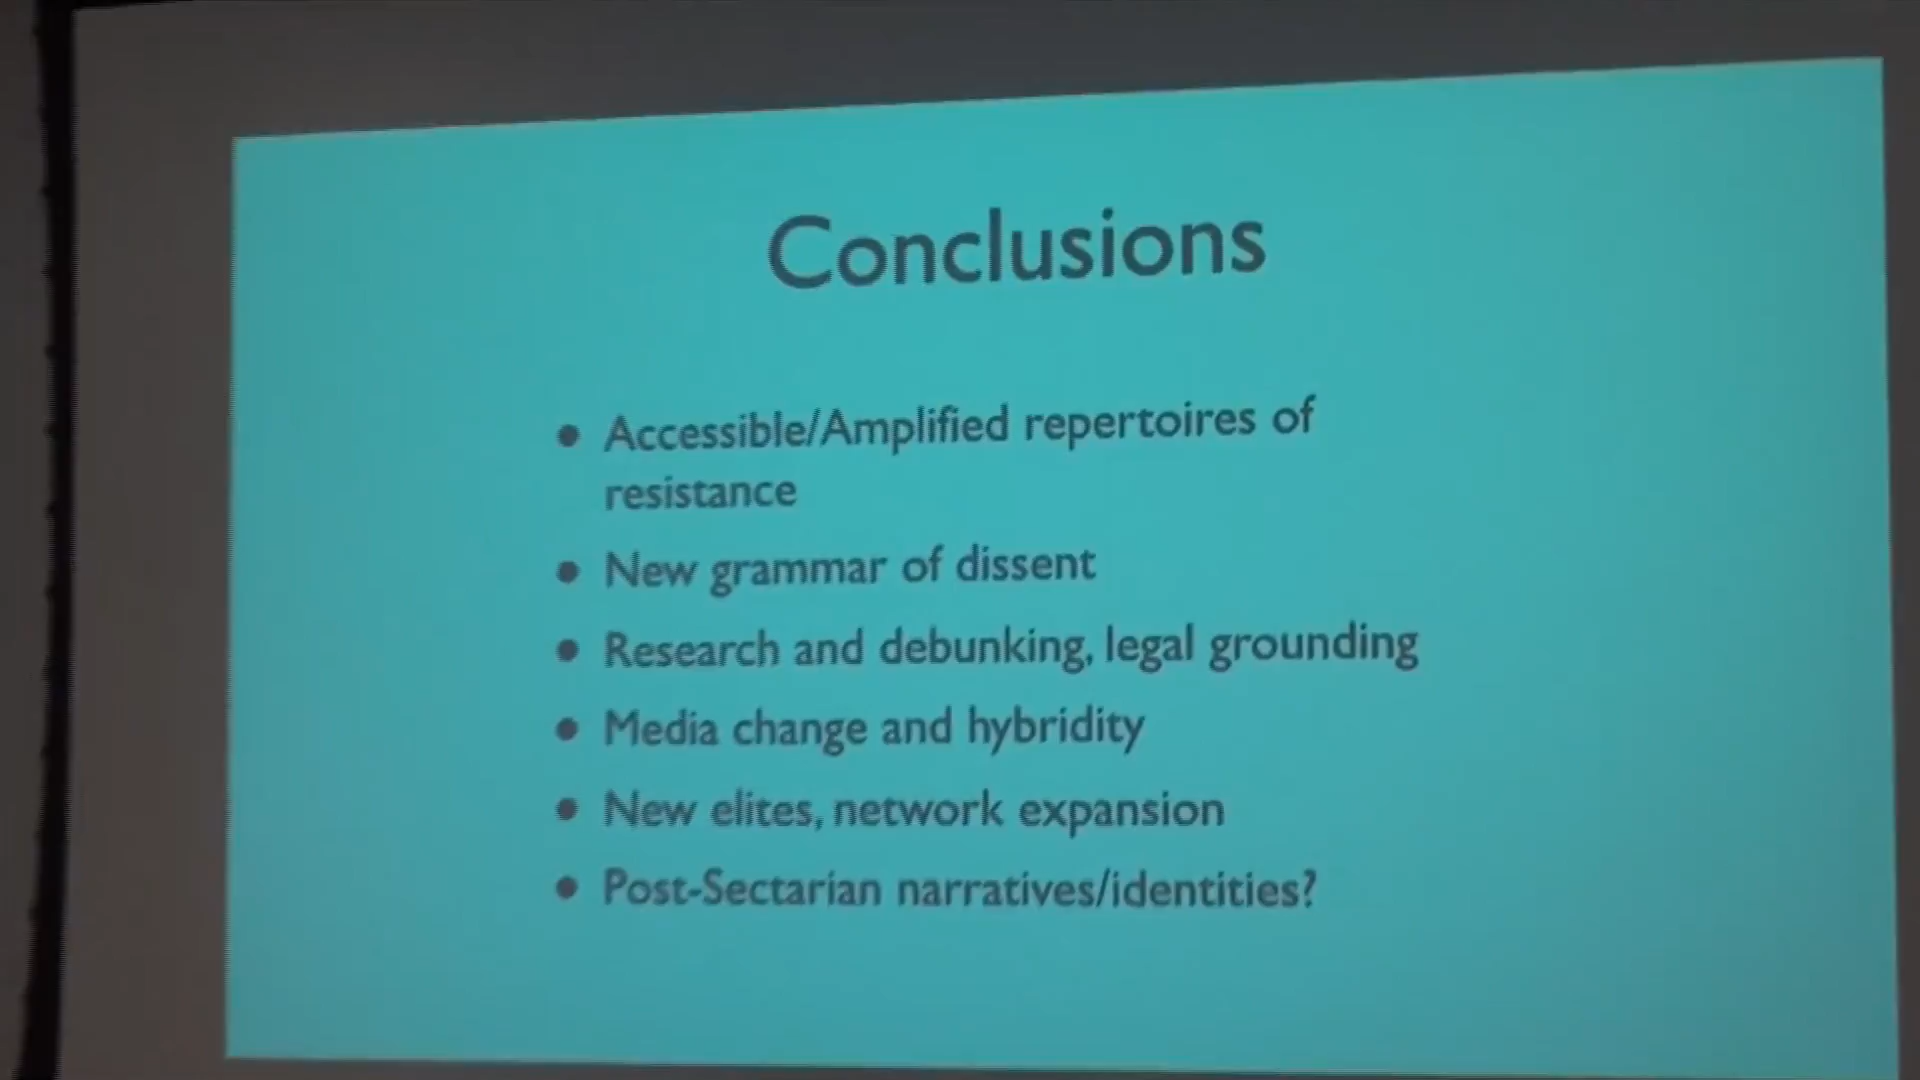 Conclusions
• Accessible/Amplified repertoires of
resistance
• New grammar of dissent
• Research and debunking, legal grounding
• Media change and hybridity
• New elites, network expansion
• Post-Sectarian narratives/identities?